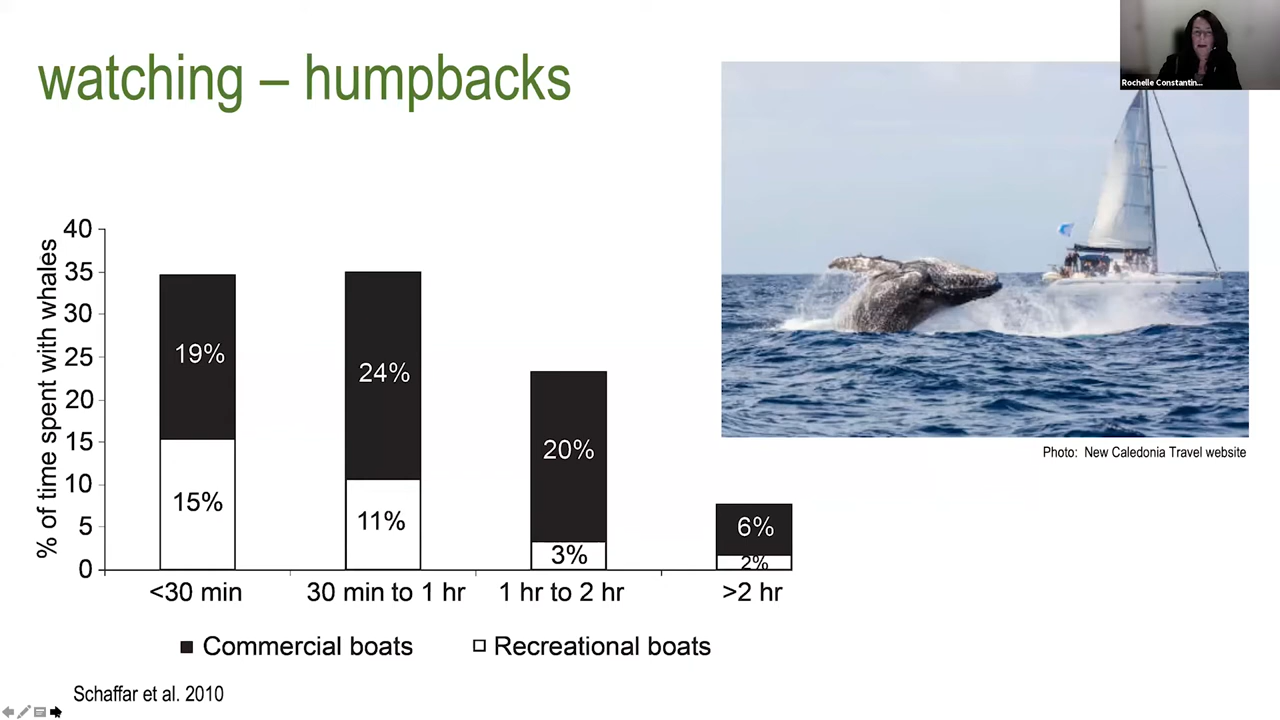 watching – humpbacks
Rochelle Constantin...
% of time spent with whales
40
35
30
25
20
15
10
5
0
19%
15%
24%
11%
20%
3%
6%
2%
<30 min
30 min to 1 hr
1 hr to 2 hr
>2 hr
Commercial boats
Recreational boats
Photo: New Caledonia Travel website
Schaffar et al. 2010